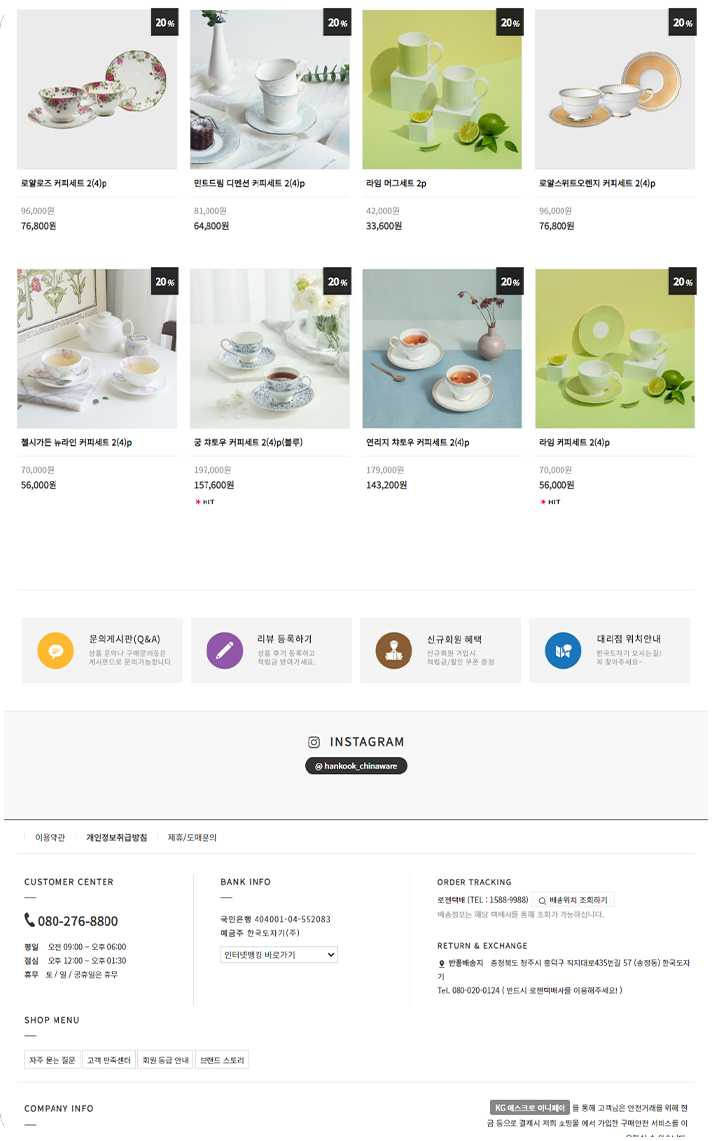 20%
20%
20%
20%
로얄로즈 커피세트 2(4)p
민트드림 디멘션 커피세트 2(4)p
라임 머그세트 2p
로얄스위트오렌지 커피세트 2(4)p
96,000원
81,000원
42,000원
96,000원
76,800원
64,800원
33,600원
76,800원
20%
20%
20%
20%
첼시가든 뉴라인 커피세트 2(4)p
궁 챠토우 커피세트 2(4)p(블루)
연리지 챠토우 커피세트 2(4)p
라임 커피세트 2(4)p
70,000원
197,000원
179,000원
70,000원
56,000원
157,600원
143,200원
56,000원
HIT
HIT
문의게시판(Q&A)
상품 문의나 구매문의등은
게시판으로 문의가능합니다
리뷰 등록하기
상품 후기 등록하고
적립금 받아가세요.
신규회원 혜택
신규회원 가입시
적립금/할인 쿠폰 증정
대리점 위치안내
한국도자기 오시는길!
꼭 찾아주세요~
INSTAGRAM
@ hankook_chinaware
이용약관
개인정보취급방침
제휴/도매문의
CUSTOMER CENTER
080-276-8800
평일 오전 09:00 ~ 오후 06:00
점심 오후 12:00 ~ 오후 01:30
휴무 토 / 일 / 공휴일은 휴무
BANK INFO
국민은행 404001-04-552083
예금주 한국도자기(주)
인터넷뱅킹 바로가기
ORDER TRACKING
로젠택배 (TEL : 1588-9988) 배송위치 조회하기
배송정보는 해당 택배사를 통해 조회가 가능하십니다.
RETURN & EXCHANGE
반품배송지 충청북도 청주시 흥덕구 직지대로435번길 57 (송정동) 한국도자
기
Tel. 080-020-0124 ( 반드시 로젠택배사를 이용해주세요! )
SHOP MENU
자주 묻는 질문
고객 만족센터
회원 등급 안내
브랜드 스토리
COMPANY INFO
KG 에스크로 이니페이 를 통해 고객님은 안전거래를 위해 현
금 등으로 결제시 저희 쇼핑몰 에서 가입한 구매안전 서비스를 이